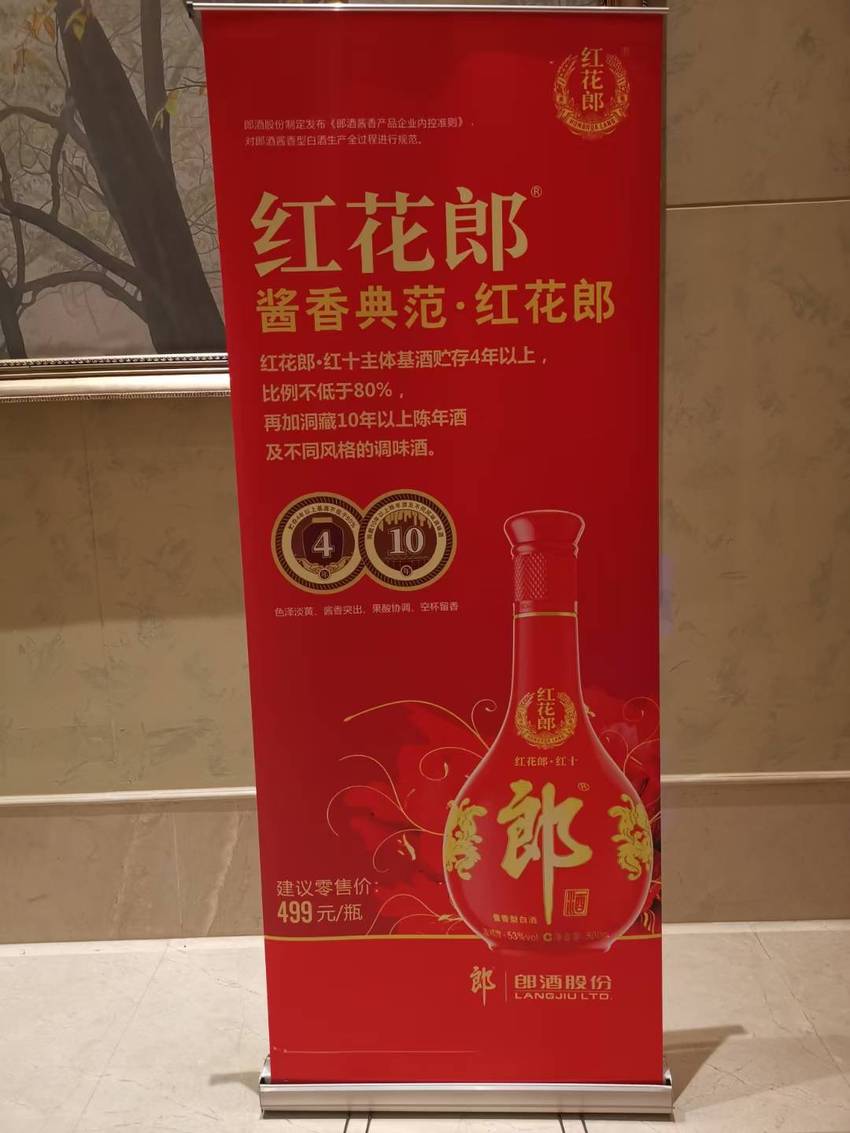 红花郎
HONGHUA LANG
郎酒股份制定发布《郎酒酱香产品企业内控准则》，
对郎酒酱香型白酒生产全过程进行规范。
红花郎®
酱香典范·红花郎
红花郎·红十主体基酒贮存4年以上，
比例不低于80%，
再加洞藏10年以上陈年酒
及不同风格的调味酒。
4
年
10
年
色泽淡黄、酱香突出、果酸协调、空杯留香
红花郎
红花郎·红十
郎®
酒
酱香型白酒
53%vol
建议零售价：
499元/瓶
郎 郎酒股份
LANGJIU LTD.